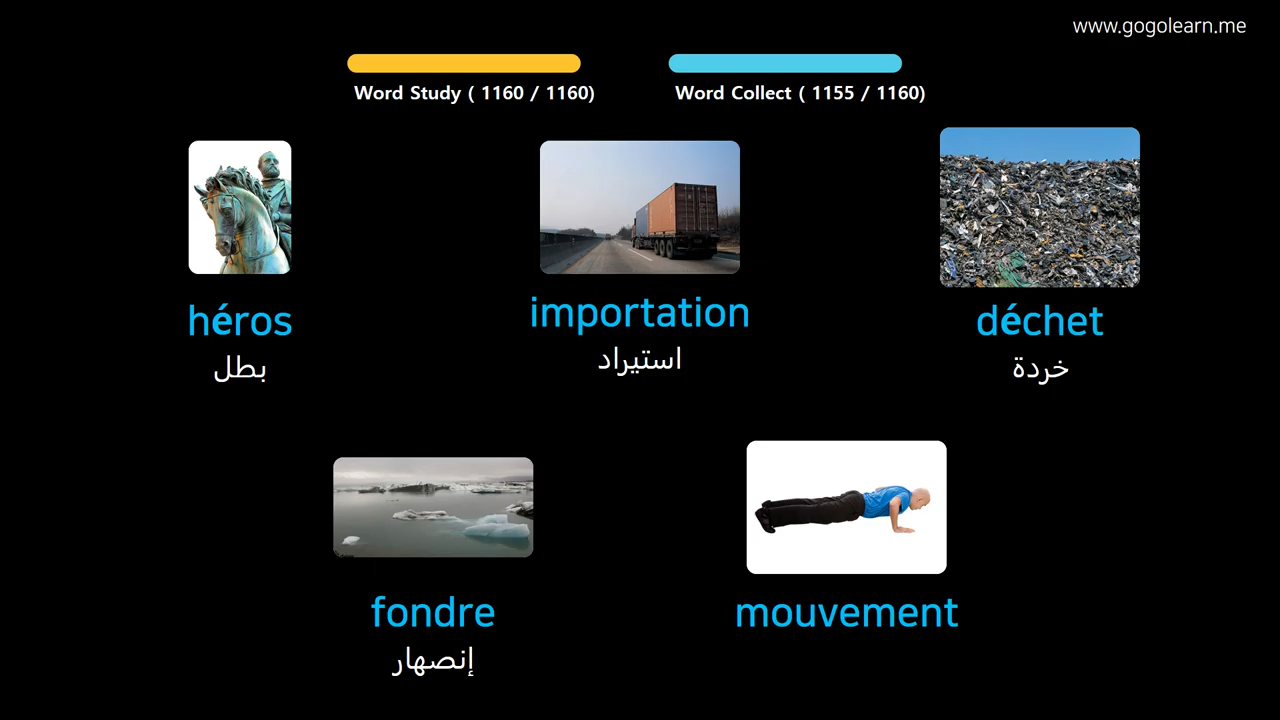 www.gogolearn.me
Word Study ( 1160 / 1160)
Word Collect ( 1155 / 1160)
héros
بطل
importation
استيراد
déchet
خردة
fondre
إنصهار
mouvement